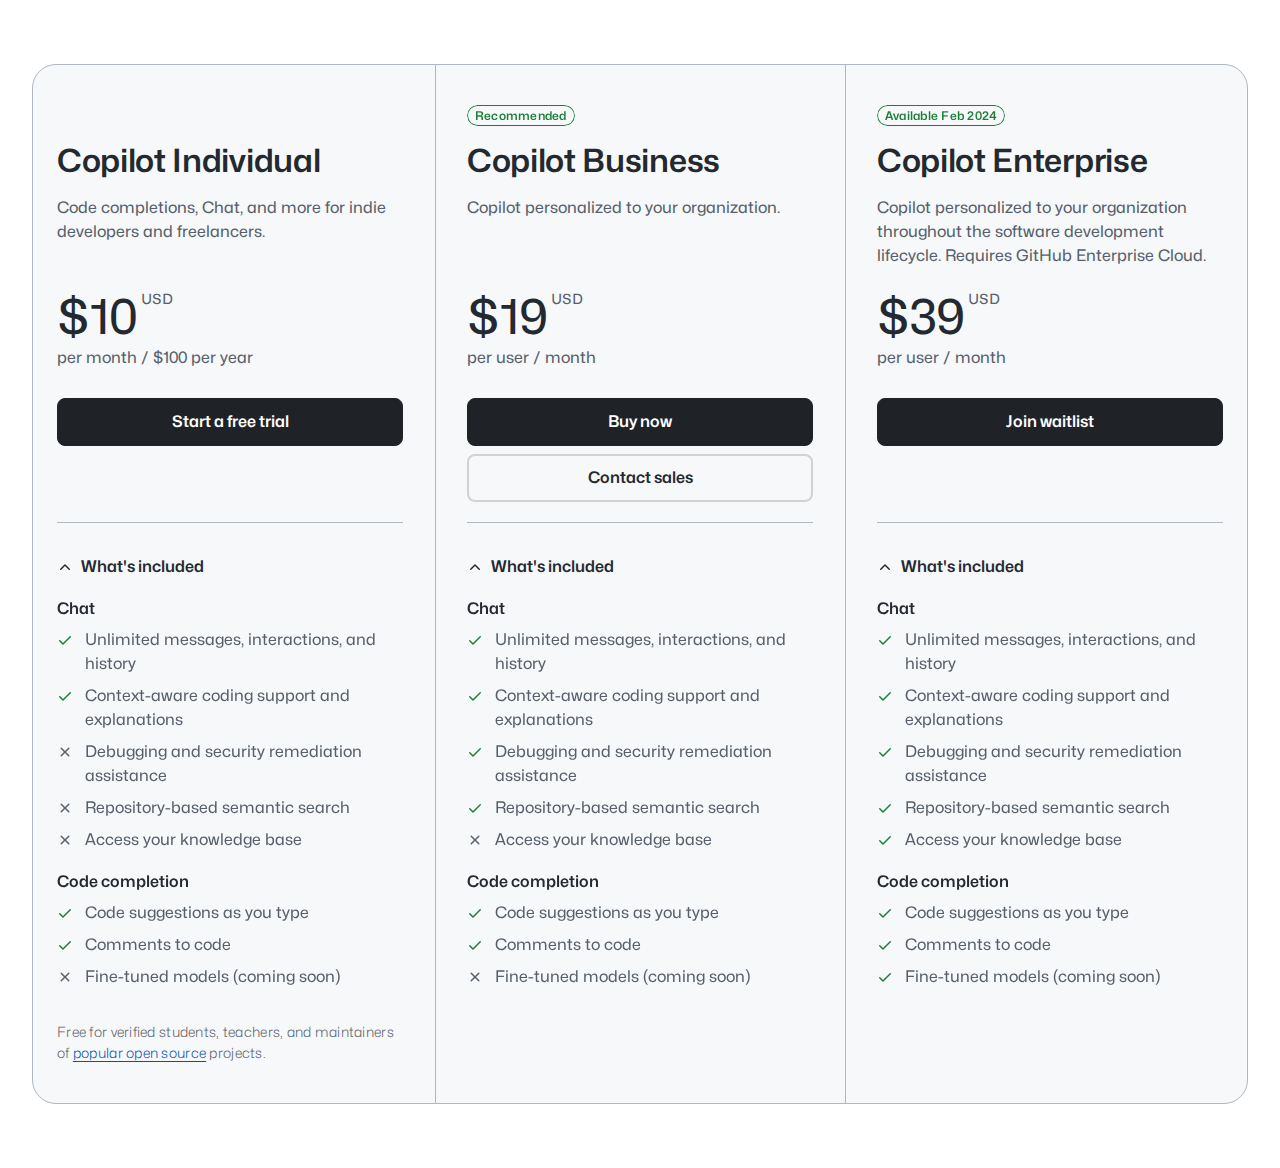 Copilot Individual
Code completions, Chat, and more for indie
developers and freelancers.
$10 USD
per month / $100 per year
Start a free trial
What's included
Chat
Unlimited messages, interactions, and
history
Context-aware coding support and
explanations
Debugging and security remediation
assistance
Repository-based semantic search
Access your knowledge base
Code completion
Code suggestions as you type
Comments to code
Fine-tuned models (coming soon)
Free for verified students, teachers, and maintainers
of popular open source projects.
Recommended
Copilot Business
Copilot personalized to your organization.
$19 USD
per user / month
Buy now
Contact sales
What's included
Chat
Unlimited messages, interactions, and
history
Context-aware coding support and
explanations
Debugging and security remediation
assistance
Repository-based semantic search
Access your knowledge base
Code completion
Code suggestions as you type
Comments to code
Fine-tuned models (coming soon)
Available Feb 2024
Copilot Enterprise
Copilot personalized to your organization
throughout the software development
lifecycle. Requires GitHub Enterprise Cloud.
$39 USD
per user / month
Join waitlist
What's included
Chat
Unlimited messages, interactions, and
history
Context-aware coding support and
explanations
Debugging and security remediation
assistance
Repository-based semantic search
Access your knowledge base
Code completion
Code suggestions as you type
Comments to code
Fine-tuned models (coming soon)